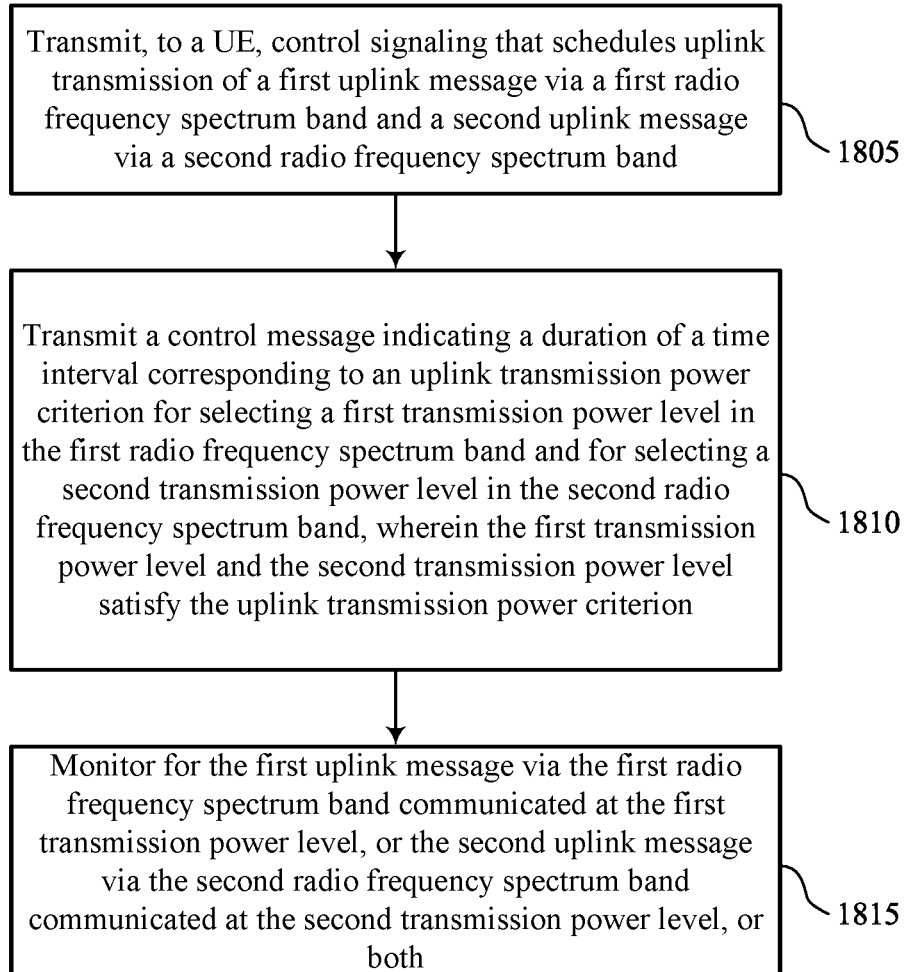 Transmit, to a UE, control signaling that schedules uplink
transmission of a first uplink message via a first radio
frequency spectrum band and a second uplink message
via a second radio frequency spectrum band
1805
Transmit a control message indicating a duration of a time
interval corresponding to an uplink transmission power
criterion for selecting a first transmission power level in
the first radio frequency spectrum band and for selecting a
second transmission power level in the second radio
frequency spectrum band, wherein the first transmission
power level and the second transmission power level
satisfy the uplink transmission power criterion
1810
Monitor for the first uplink message via the first radio
frequency spectrum band communicated at the first
transmission power level, or the second uplink message
via the second radio frequency spectrum band
communicated at the second transmission power level, or
both
1815